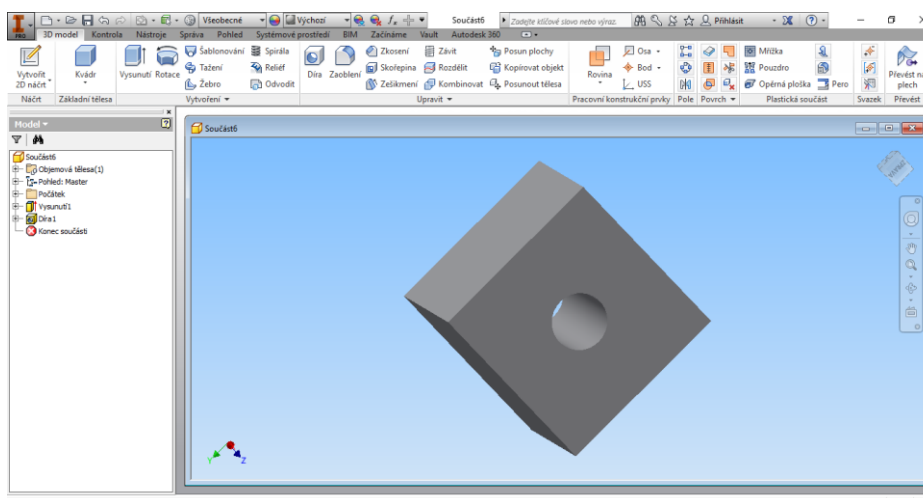 Všeobecné Výchozí Součást6 Zadejte klíčové slovo nebo výraz. Přihlásit
PRO 3D model Kontrola Nástroje Správa Pohled Systémové prostředí BIM Začínáme Vault Autodesk 360
Vytvořit 2D náčrt
Kvádr
Vysunutí Rotace
Šablonování Spirála
Tažení Reliéf
Žebro Odvodit
Díra Zaoblení
Zkosení Závit Posun plochy
Skořepina Rozdělit Kopírovat objekt
Zešikmení Kombinovat Posunout tělesa
Rovina
Osa
Bod
USS
Mřížka
Pouzdro
Opěrná ploška Pero
Převést na plech
Náčrt Základní tělesa Vytvoření Upravit Pracovní konstrukční prvky Pole Povrch Plastická součást Svazek Převést
Model
Součást6
Objemová tělesa(1)
Pohled: Master
Počátek
Vysunutí1
Díra1
Konec součásti
Součást6
Y
Z